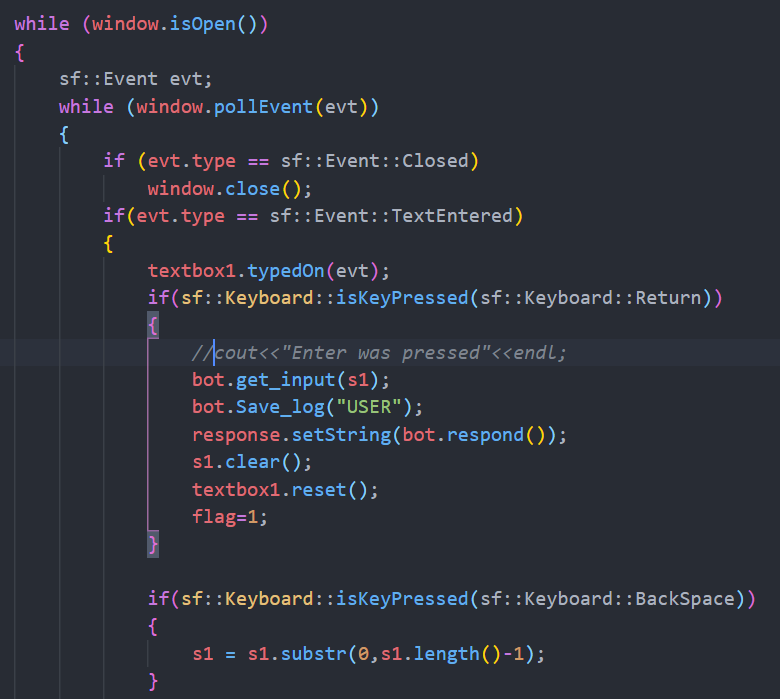 while (window.isOpen())
{
    sf::Event evt;
    while (window.pollEvent(evt))
    {
        if (evt.type == sf::Event::Closed)
            window.close();
        if(evt.type == sf::Event::TextEntered)
        {
            textbox1.typedOn(evt);
            if(sf::Keyboard::isKeyPressed(sf::Keyboard::Return))
            {
                //cout<<"Enter was pressed"<<endl;
                bot.get_input(s1);
                bot.Save_log("USER");
                response.setString(bot.respond());
                s1.clear();
                textbox1.reset();
                flag=1;
            }

            if(sf::Keyboard::isKeyPressed(sf::Keyboard::BackSpace))
            {
                s1 = s1.substr(0,s1.length()-1);
            }